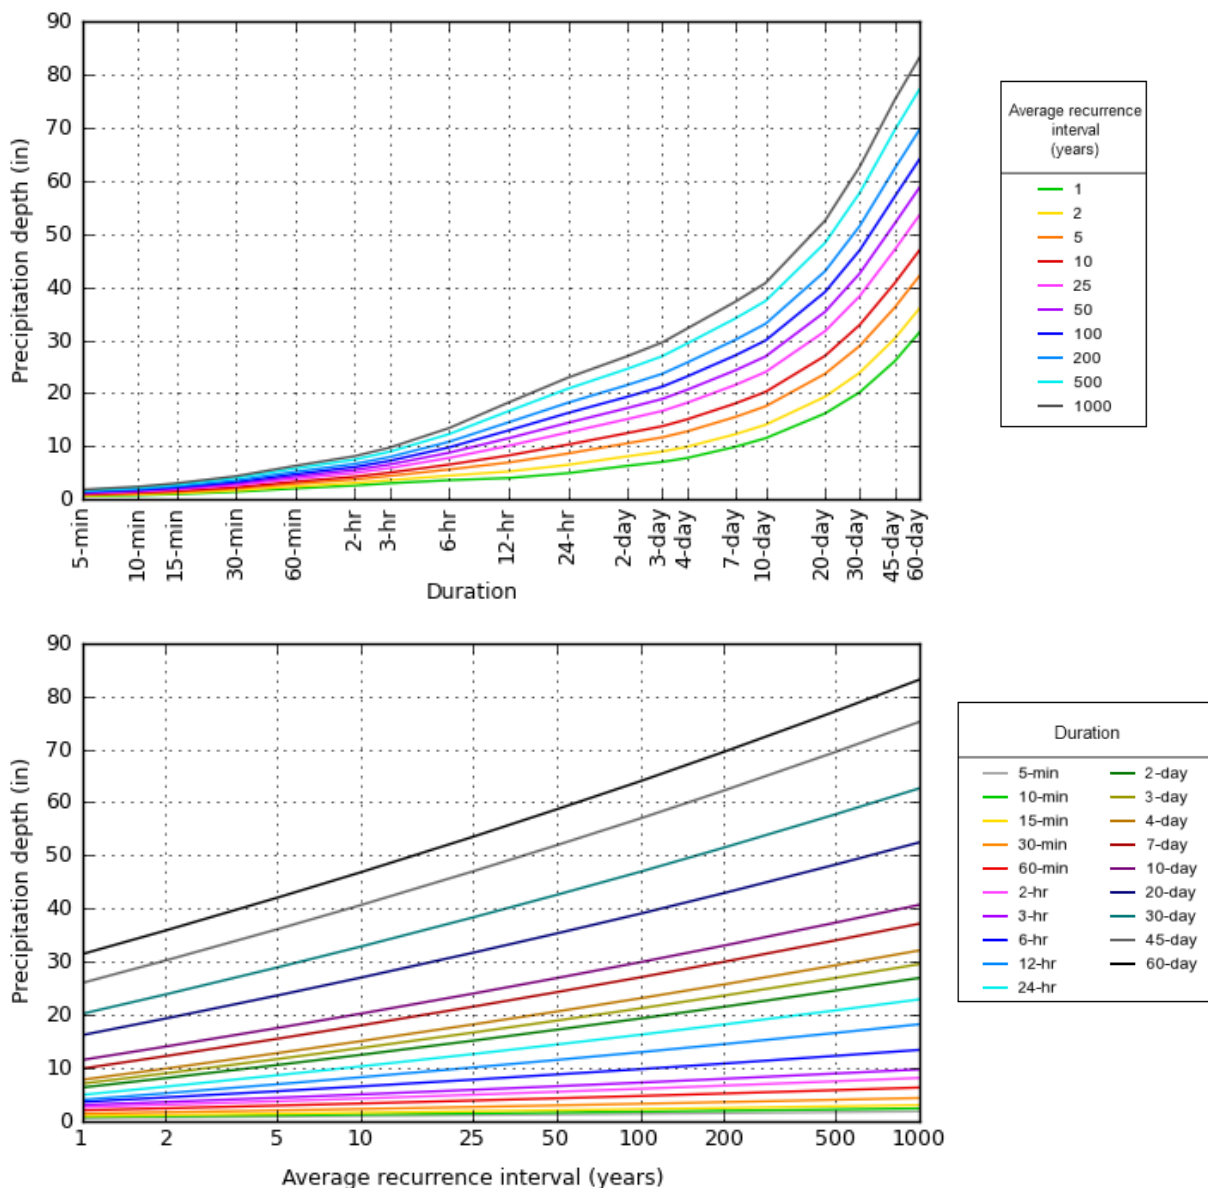 90
80
70
60
50
40
30
20
10
0
Precipitation depth (in)
5-min
10-min
15-min
30-min
60-min
2-hr
3-hr
6-hr
12-hr
24-hr
2-day
3-day
4-day
7-day
10-day
20-day
30-day
45-day
60-day
Duration
Average recurrence
interval
(years)
1
2
5
10
25
50
100
200
500
1000
90
80
70
60
50
40
30
20
10
0
Precipitation depth (in)
1 2 5 10 25 50 100 200 500 1000
Average recurrence interval (years)
Duration
5-min 2-day
10-min 3-day
15-min 4-day
30-min 7-day
60-min 10-day
2-hr 20-day
3-hr 30-day
6-hr 45-day
12-hr 60-day
24-hr